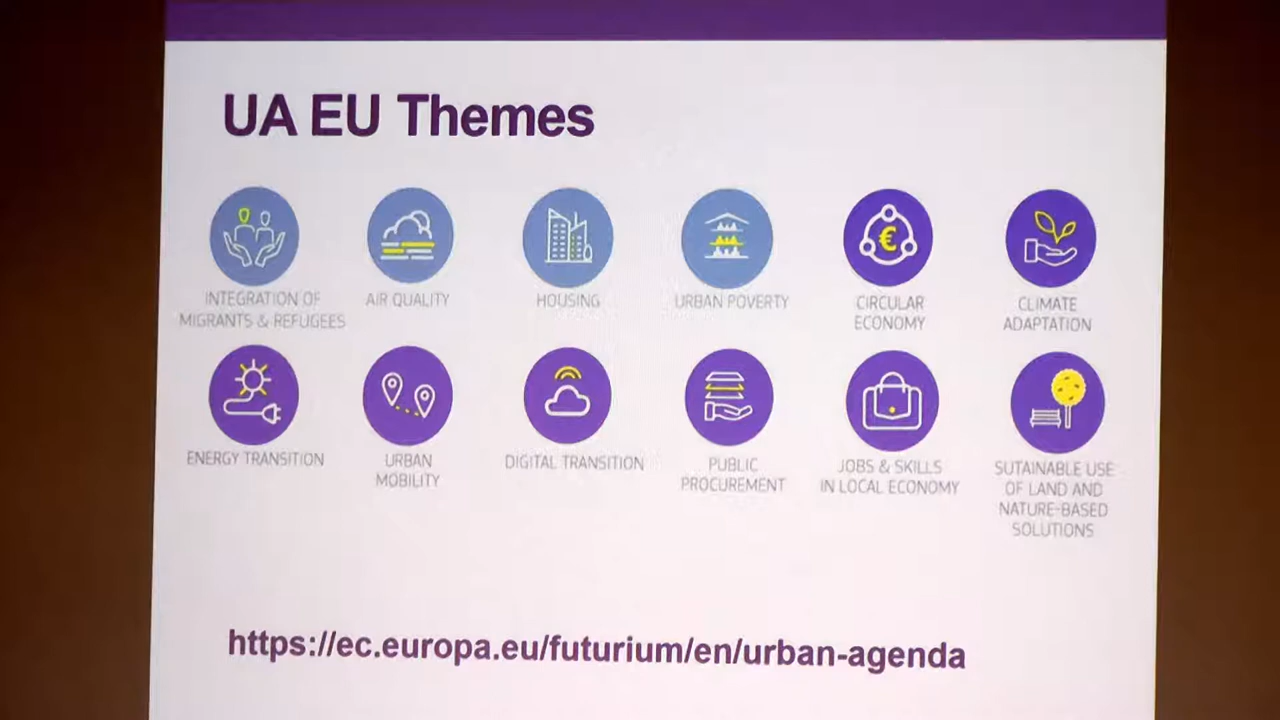 UA EU Themes
INTEGRATION OF
MIGRANTS & REFUGEES
AIR QUALITY
HOUSING
URBAN POVERTY
CIRCULAR
ECONOMY
CLIMATE
ADAPTATION
ENERGY TRANSITION
URBAN
MOBILITY
DIGITAL TRANSITION
PUBLIC
PROCUREMENT
JOBS & SKILLS
IN LOCAL ECONOMY
SUTAINABLE USE
OF LAND AND
NATURE-BASED
SOLUTIONS
https://ec.europa.eu/futurium/en/urban-agenda